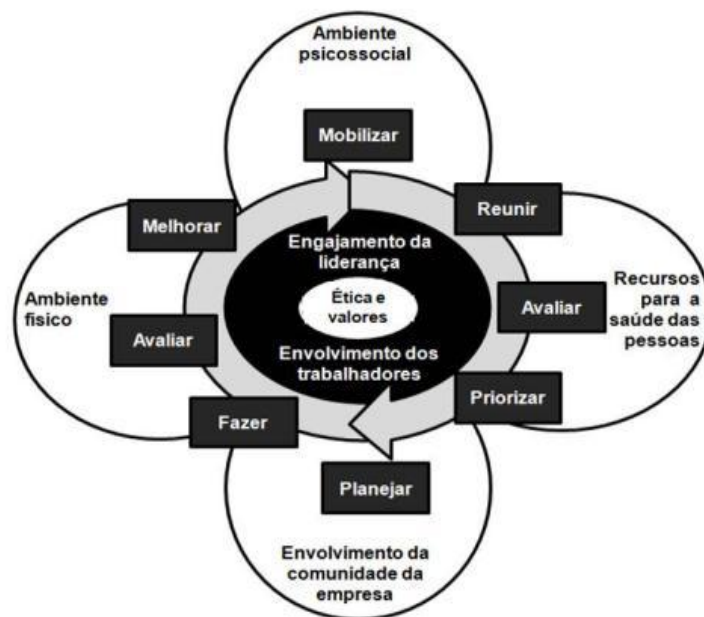 Ambiente
psicossocial
Mobilizar
Melhorar
Reunir
Engajamento da
liderança
Ambiente
fisico
Ética e
valores
Recursos
para a
saúde das
pessoas
Avaliar
Avaliar
Envolvimento dos
trabalhadores
Priorizar
Fazer
Planejar
Envolvimento da
comunidade da
empresa